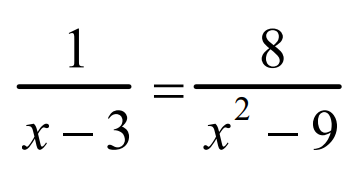 1/(x − 3) = 8/(x² − 9)